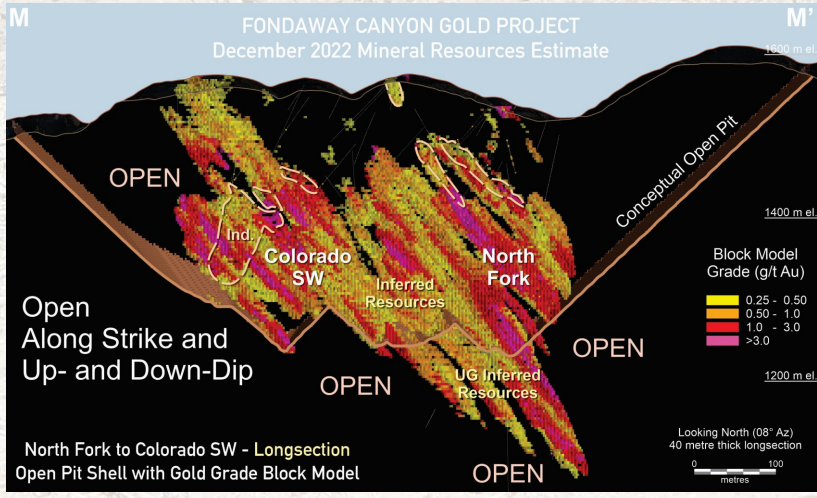 M
M'
FONDAWAY CANYON GOLD PROJECT
December 2022 Mineral Resources Estimate
1600 m el.
OPEN
Conceptual Open Pit
1400 m el.
Ind.
Colorado
SW
North
Fork
Inferred
Resources
Block Model
Grade (g/t Au)
0.25 - 0.50
0.50 - 1.0
1.0 - 3.0
>3.0
Open
Along Strike and
Up- and Down-Dip
OPEN
OPEN
UG Inferred
Resources
1200 m el.
North Fork to Colorado SW - Longsection
Open Pit Shell with Gold Grade Block Model
OPEN
Looking North (08° Az)
40 metre thick longsection
0 100
metres